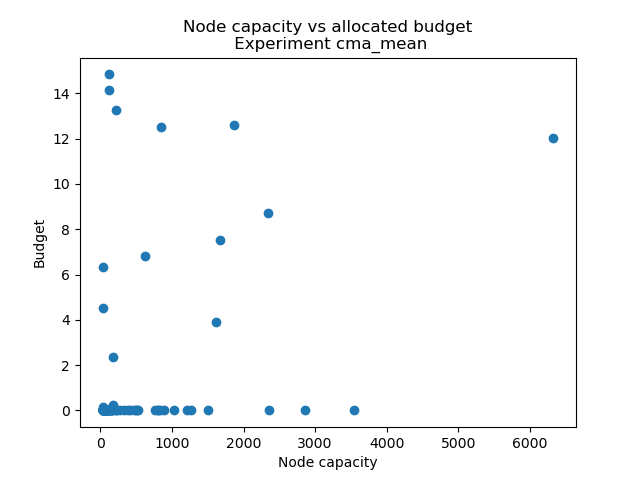 Node capacity vs allocated budget
Experiment cma_mean
14
12
10
8
6
4
2
0
Budget
0 1000 2000 3000 4000 5000 6000
Node capacity